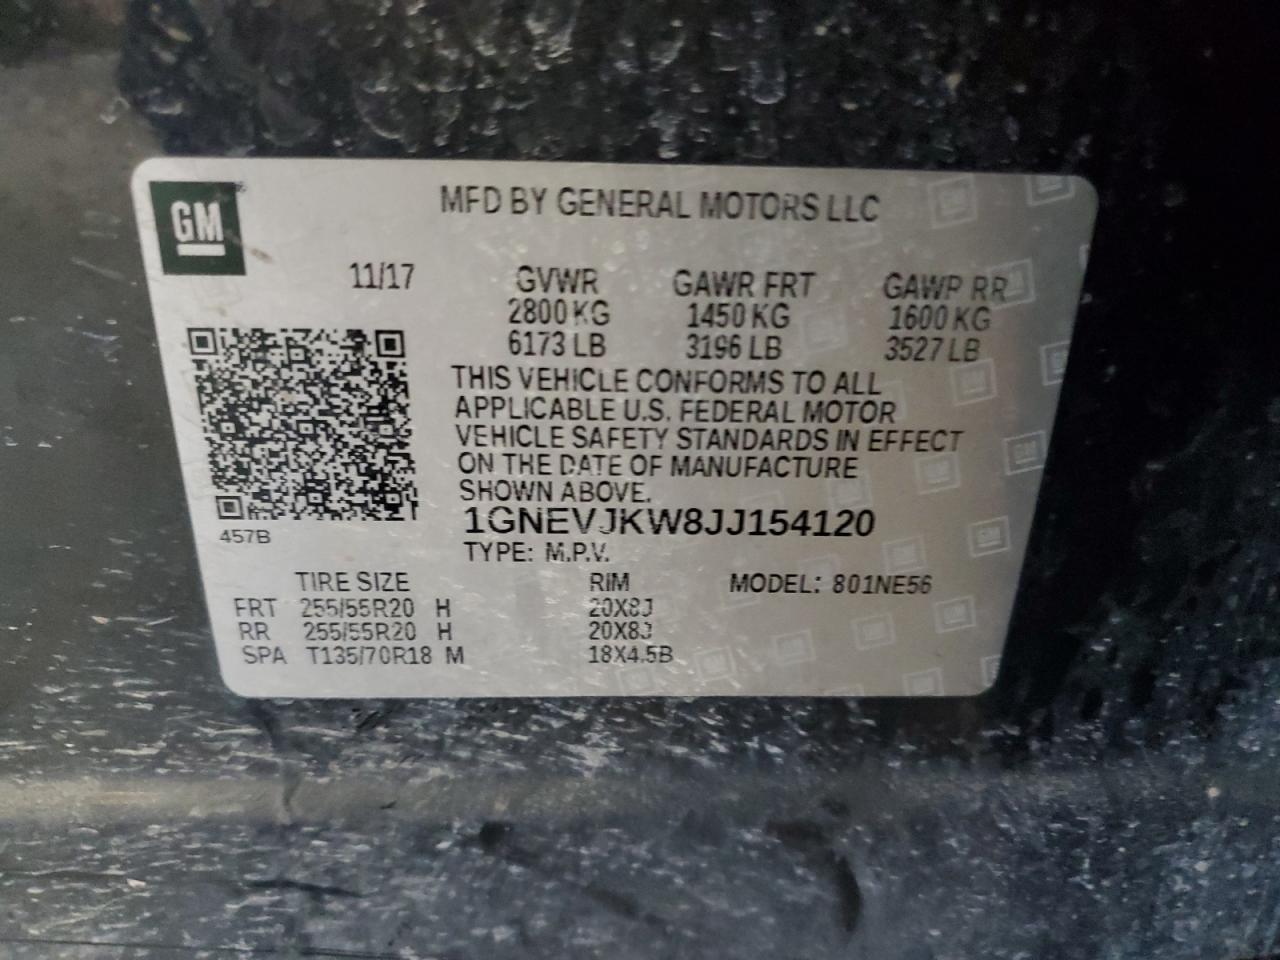 GM
MFD BY GENERAL MOTORS LLC
11/17 GVWR GAWR FRT GAWR RR
2800 KG 1450 KG 1600 KG
6173 LB 3196 LB 3527 LB
THIS VEHICLE CONFORMS TO ALL
APPLICABLE U.S. FEDERAL MOTOR
VEHICLE SAFETY STANDARDS IN EFFECT
ON THE DATE OF MANUFACTURE
SHOWN ABOVE.
1GNEVJKW8JJ154120
457B
TYPE: M.P.V.
TIRE SIZE RIM MODEL: 801NE56
FRT 255/55R20 H 20X8J
RR 255/55R20 H 20X8J
SPA T135/70R18 M 18X4.5B